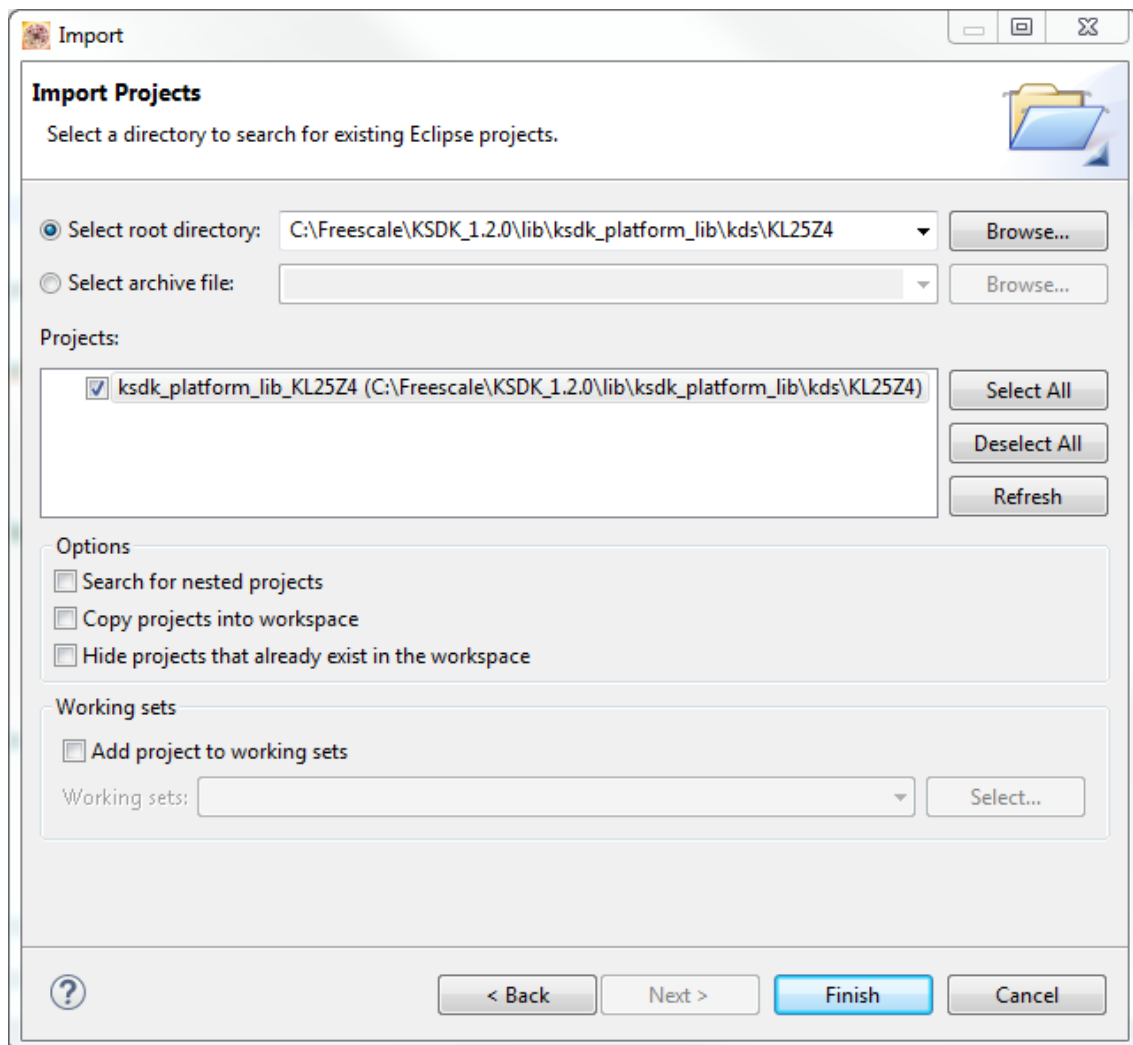 Import
Import Projects
Select a directory to search for existing Eclipse projects.
Select root directory: C:\Freescale\KSDK_1.2.0\lib\ksdk_platform_lib\kds\KL25Z4 Browse...
Select archive file: Browse...
Projects:
ksdk_platform_lib_KL25Z4 (C:\Freescale\KSDK_1.2.0\lib\ksdk_platform_lib\kds\KL25Z4)
Select All
Deselect All
Refresh
Options
Search for nested projects
Copy projects into workspace
Hide projects that already exist in the workspace
Working sets
Add project to working sets
Working sets: Select...
? < Back Next > Finish Cancel